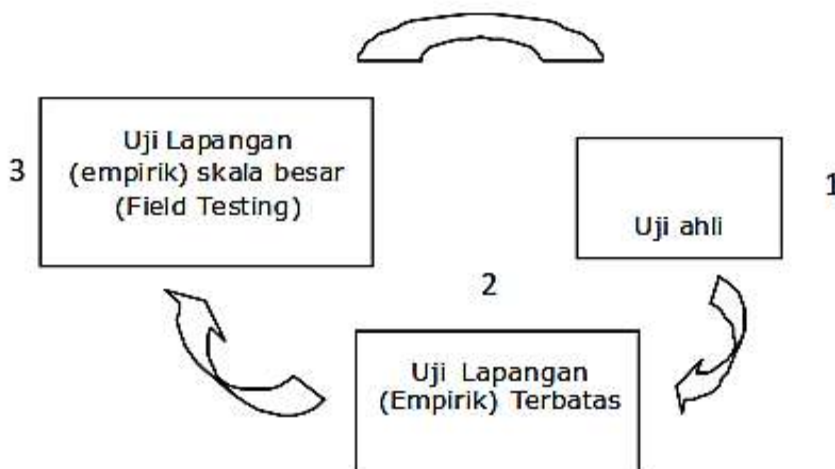 3
Uji Lapangan
(empirik) skala besar
(Field Testing)
1
Uji ahli
2
Uji Lapangan
(Empirik) Terbatas